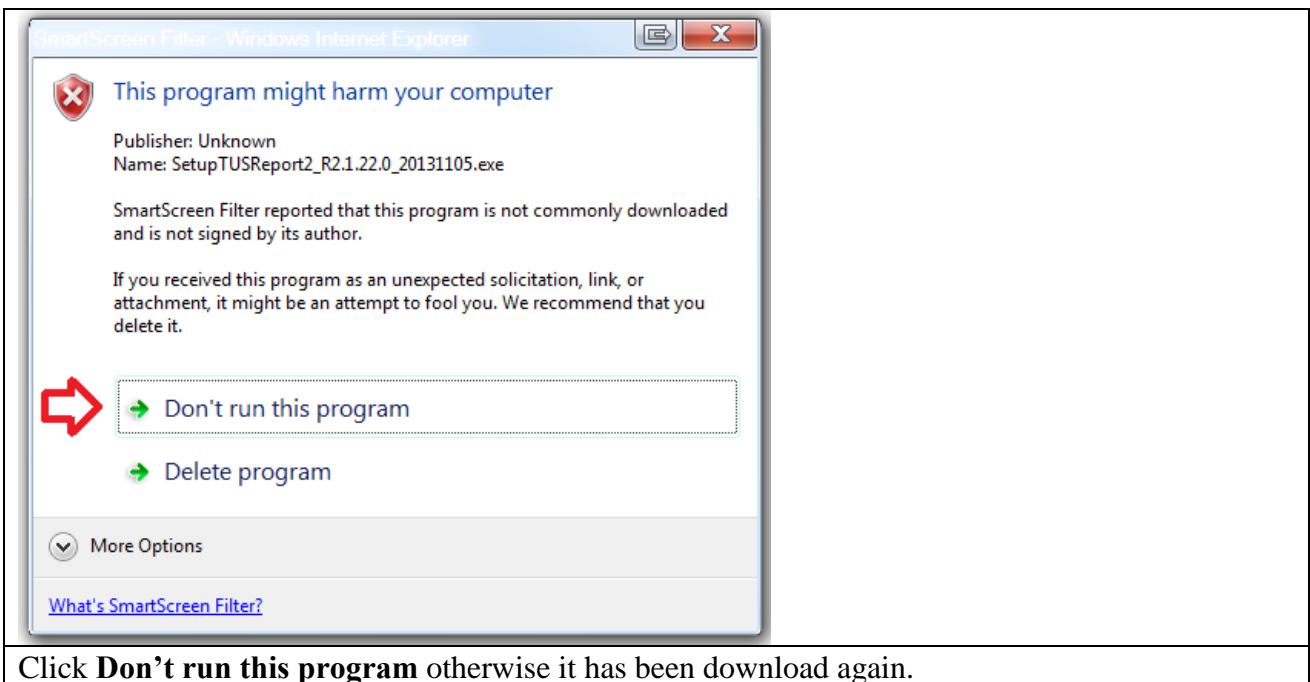 SmartScreen Filter - Windows Internet Explorer
This program might harm your computer
Publisher: Unknown
Name: SetupTUSReport2_R2.1.22.0_20131105.exe
SmartScreen Filter reported that this program is not commonly downloaded
and is not signed by its author.
If you received this program as an unexpected solicitation, link, or
attachment, it might be an attempt to fool you. We recommend that you
delete it.
Don't run this program
Delete program
More Options
What's SmartScreen Filter?
Click Don’t run this program otherwise it has been download again.